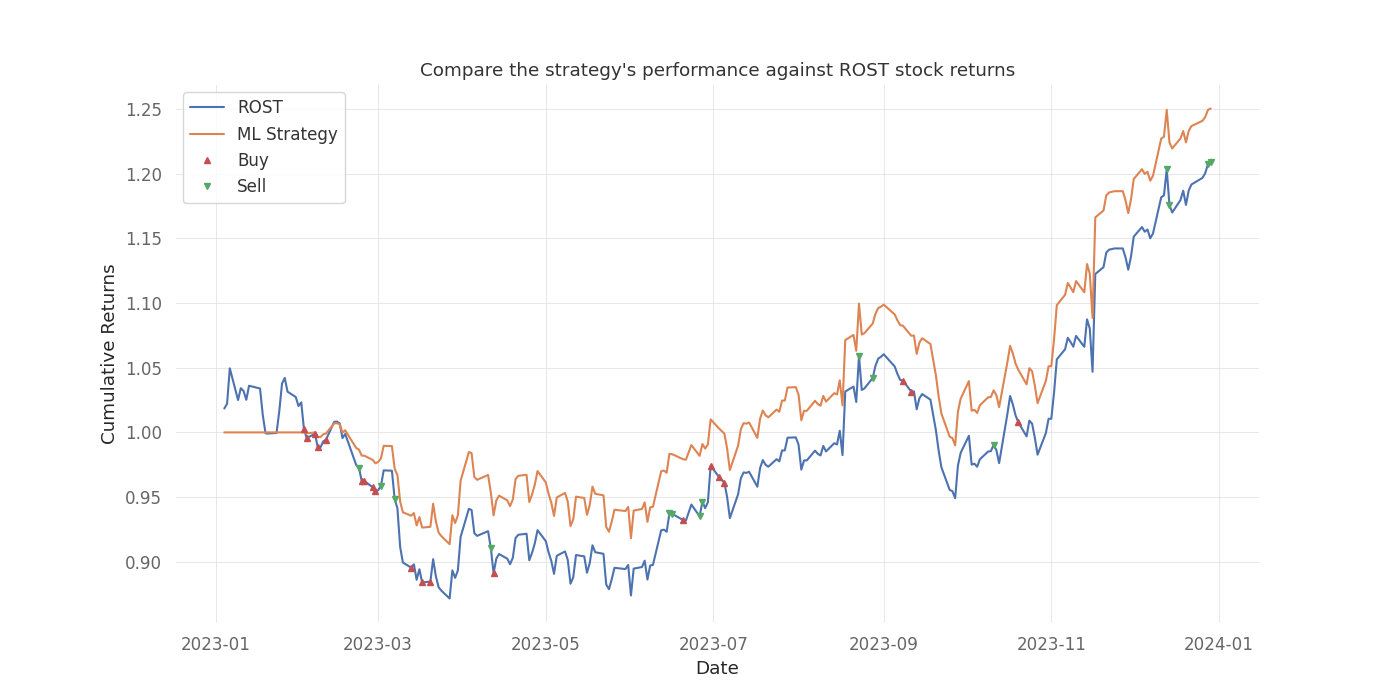 Compare the strategy's performance against ROST stock returns
ROST
ML Strategy
Buy
Sell
Cumulative Returns
1.25
1.20
1.15
1.10
1.05
1.00
0.95
0.90
2023-01
2023-03
2023-05
2023-07
2023-09
2023-11
2024-01
Date